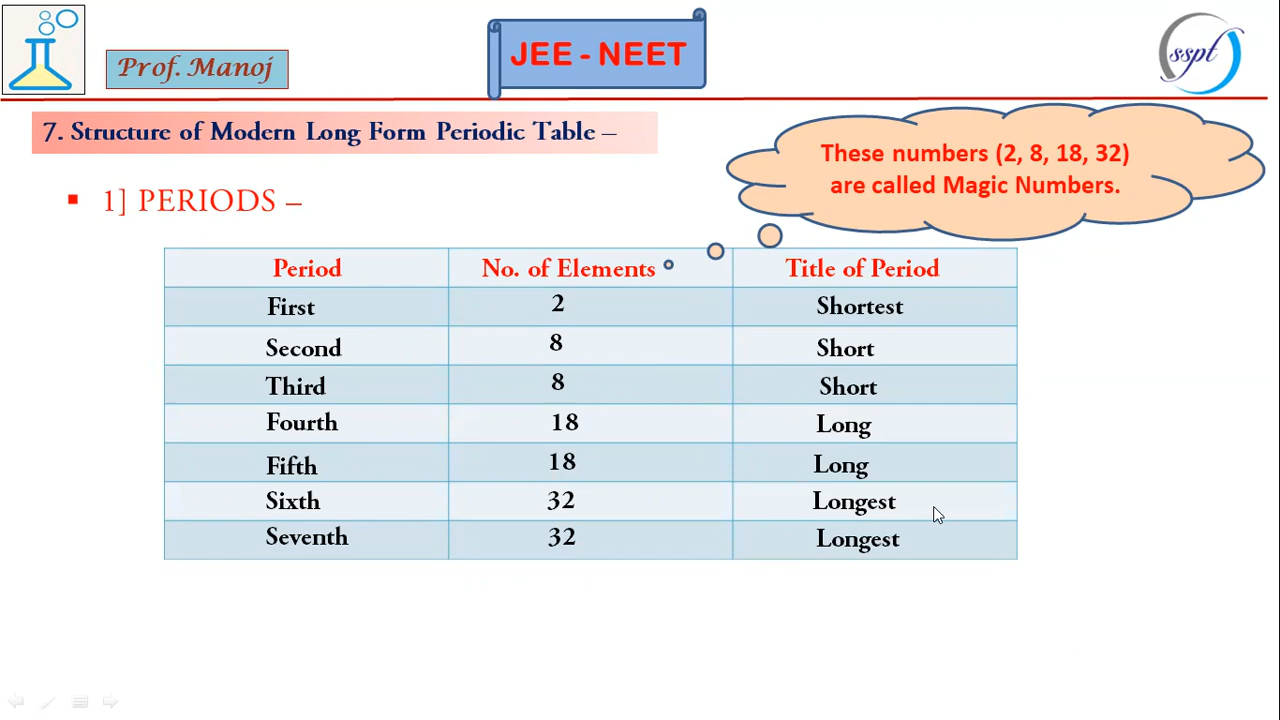 Prof. Manoj
JEE - NEET
sspt
7. Structure of Modern Long Form Periodic Table –
These numbers (2, 8, 18, 32)
are called Magic Numbers.
▪ 1] PERIODS –
Period No. of Elements Title of Period
First 2 Shortest
Second 8 Short
Third 8 Short
Fourth 18 Long
Fifth 18 Long
Sixth 32 Longest
Seventh 32 Longest